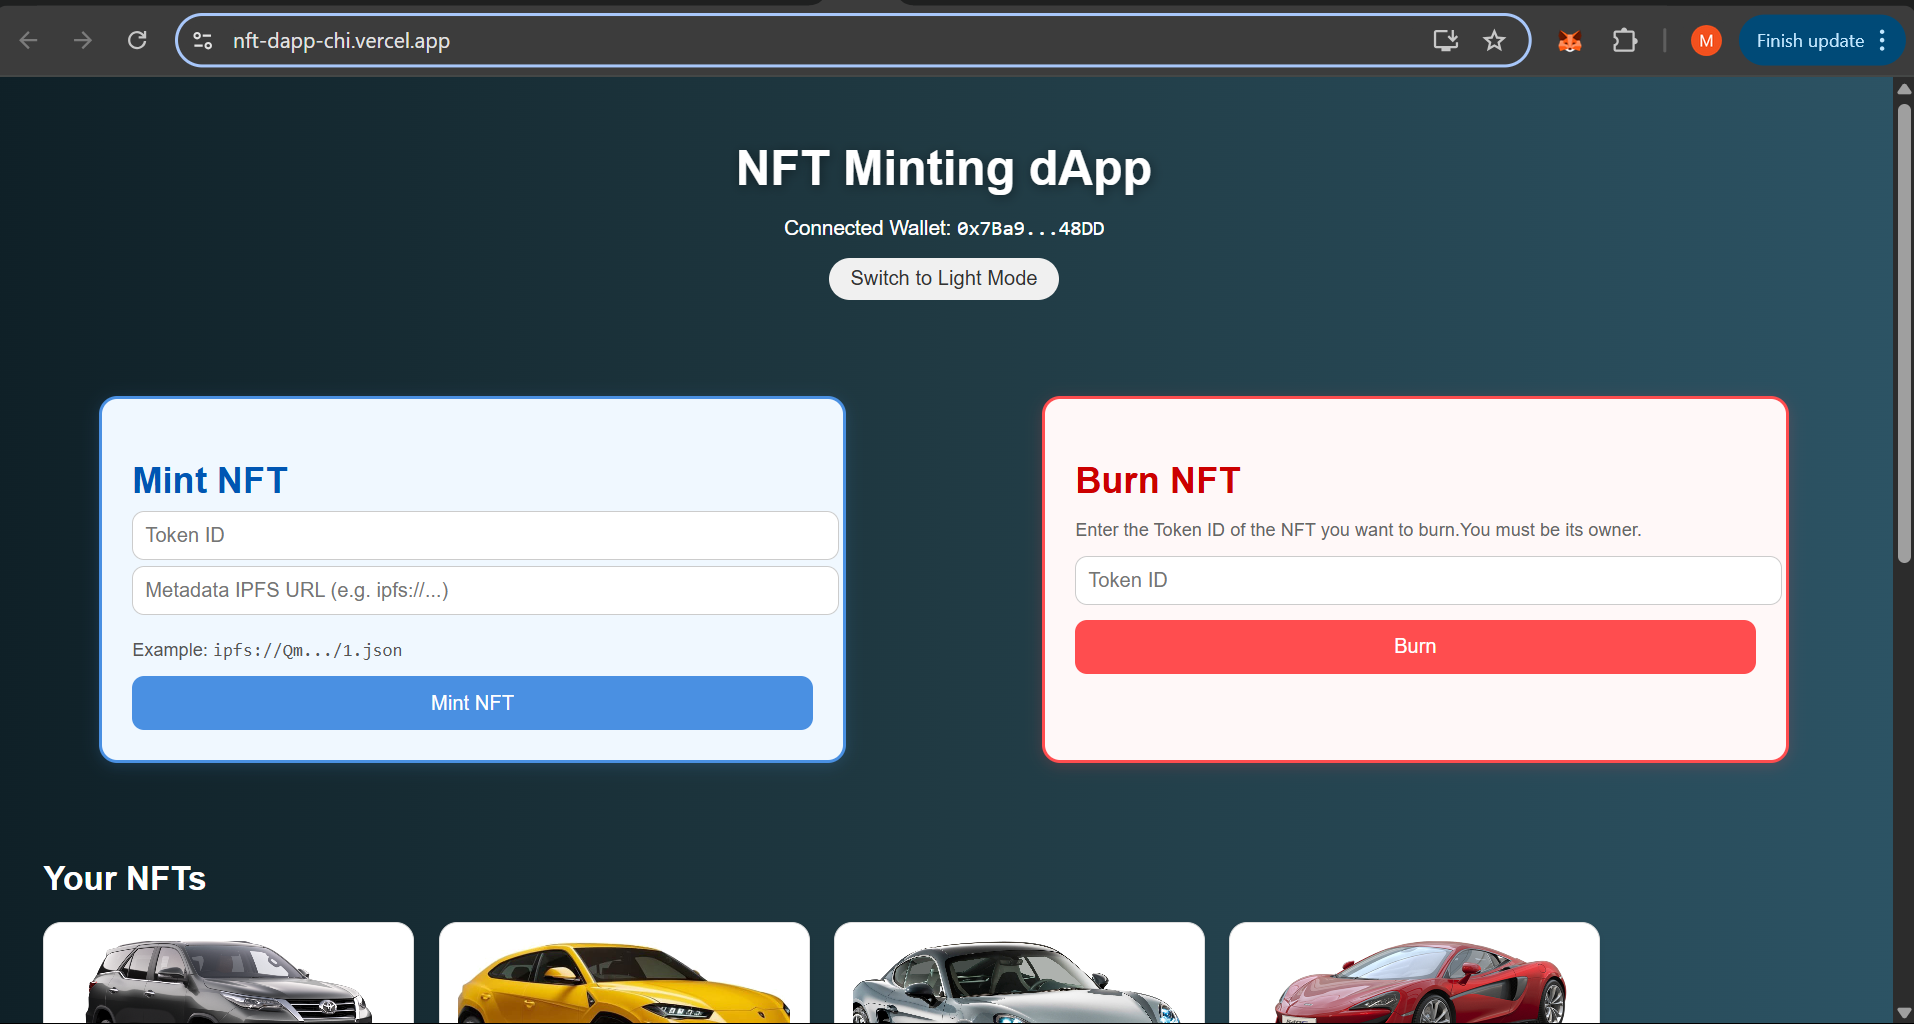 nft-dapp-chi.vercel.app
M
Finish update
NFT Minting dApp
Connected Wallet: 0x7Ba9...48DD
Switch to Light Mode
Mint NFT
Token ID
Metadata IPFS URL (e.g. ipfs://...)
Example: ipfs://Qm.../1.json
Mint NFT
Burn NFT
Enter the Token ID of the NFT you want to burn.You must be its owner.
Token ID
Burn
Your NFTs